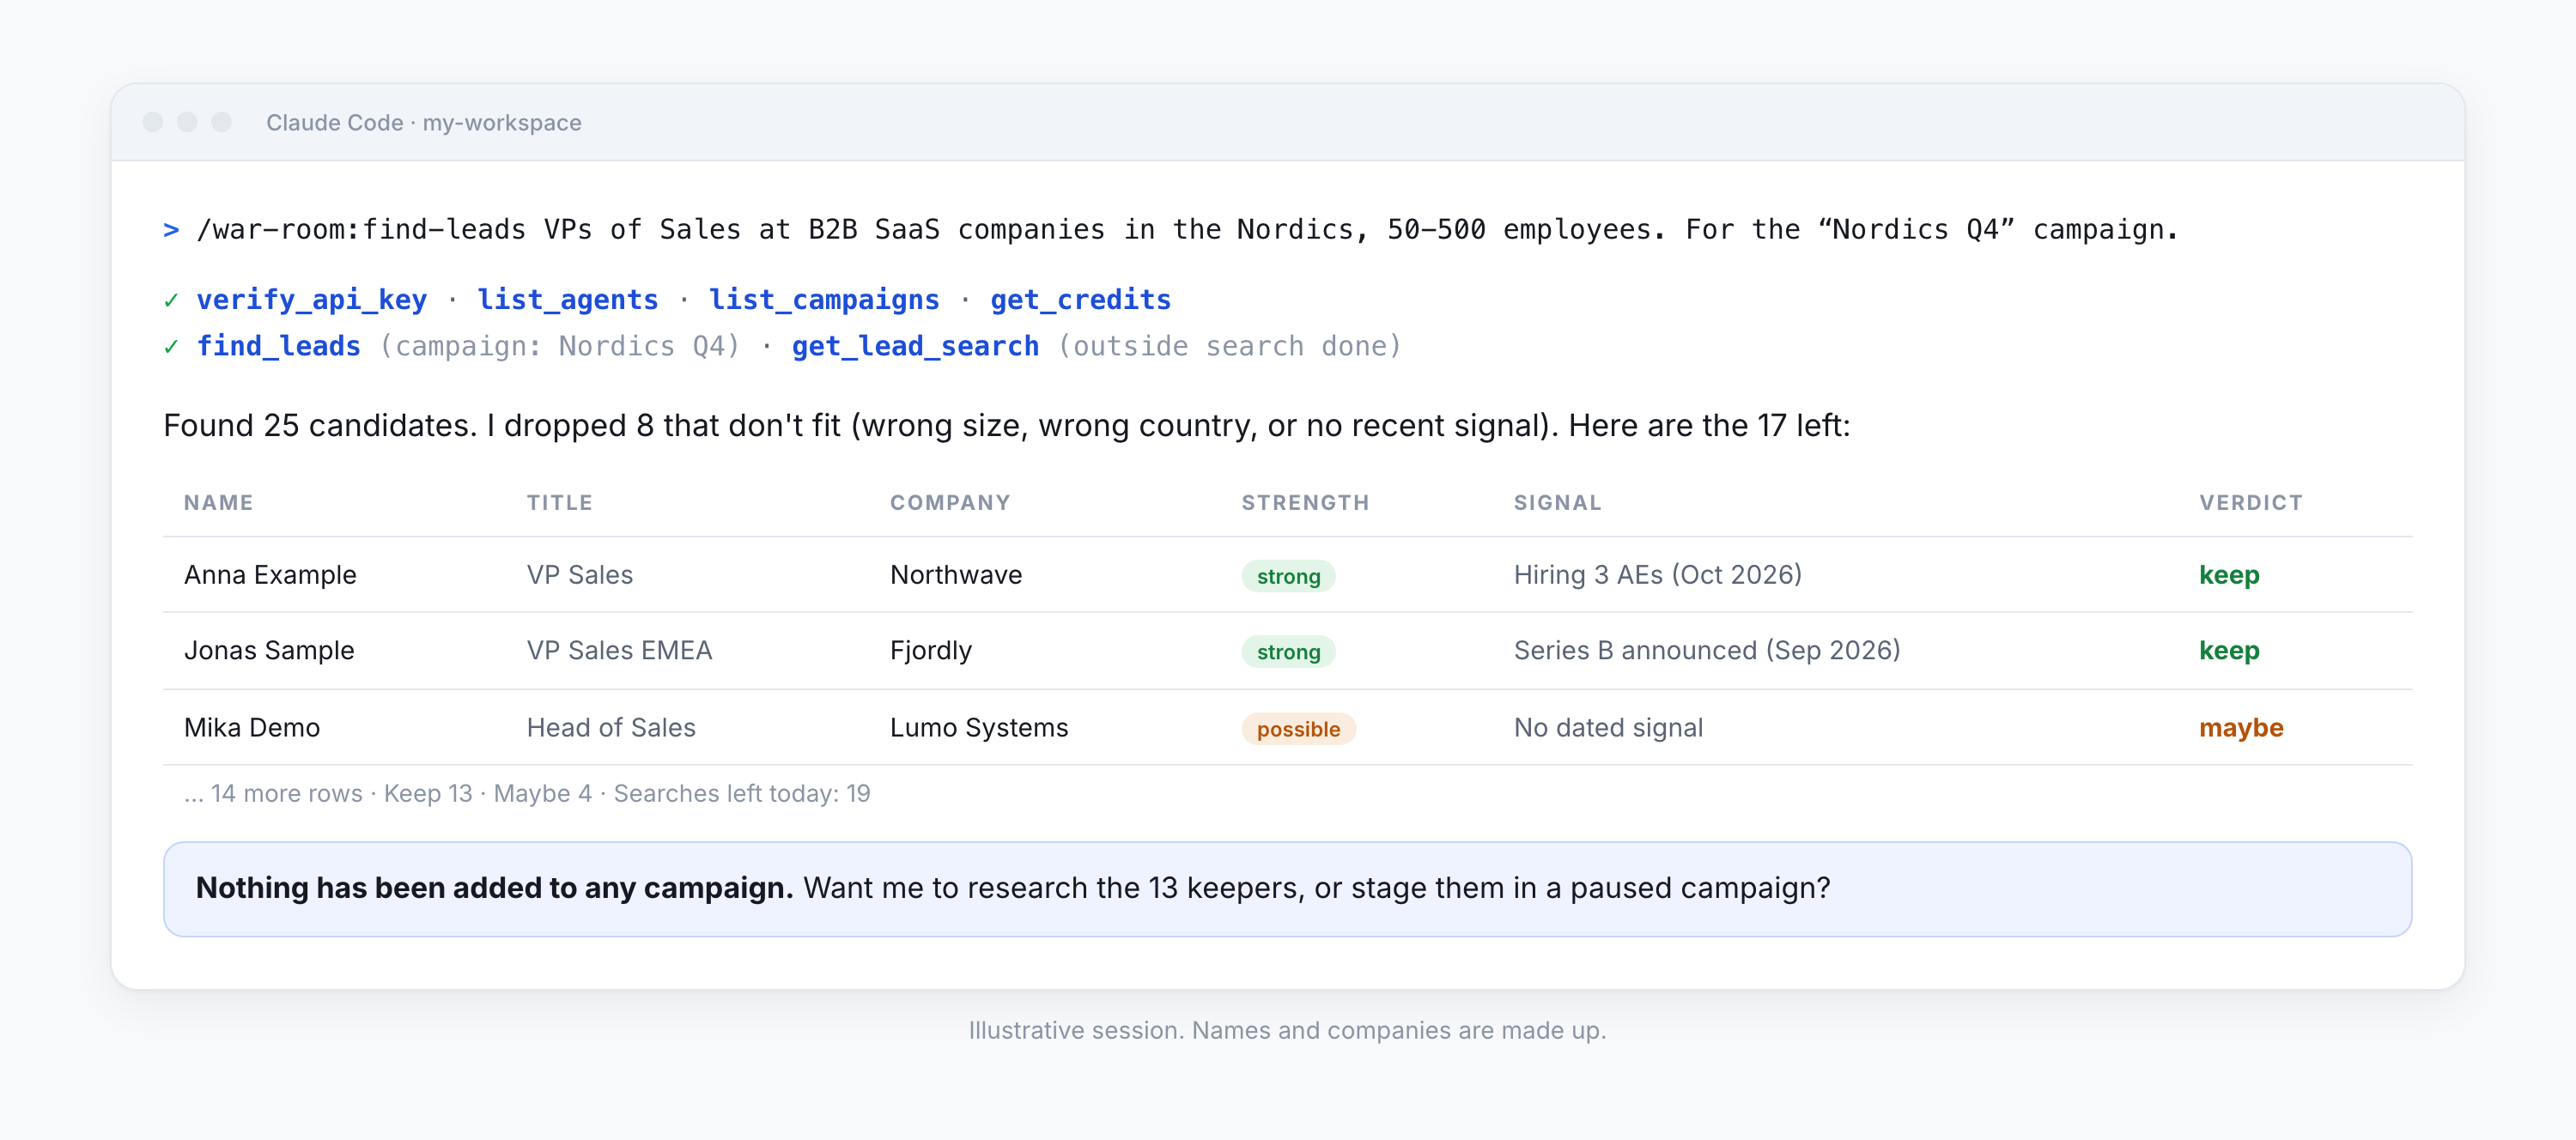 Claude Code · my-workspace
> /war-room:find-leads VPs of Sales at B2B SaaS companies in the Nordics, 50–500 employees. For the “Nordics Q4” campaign.
✓ verify_api_key · list_agents · list_campaigns · get_credits
✓ find_leads (campaign: Nordics Q4) · get_lead_search (outside search done)
Found 25 candidates. I dropped 8 that don't fit (wrong size, wrong country, or no recent signal). Here are the 17 left:
NAME TITLE COMPANY STRENGTH SIGNAL VERDICT
Anna Example VP Sales Northwave strong Hiring 3 AEs (Oct 2026) keep
Jonas Sample VP Sales EMEA Fjordly strong Series B announced (Sep 2026) keep
Mika Demo Head of Sales Lumo Systems possible No dated signal maybe
... 14 more rows · Keep 13 · Maybe 4 · Searches left today: 19
Nothing has been added to any campaign. Want me to research the 13 keepers, or stage them in a paused campaign?
Illustrative session. Names and companies are made up.